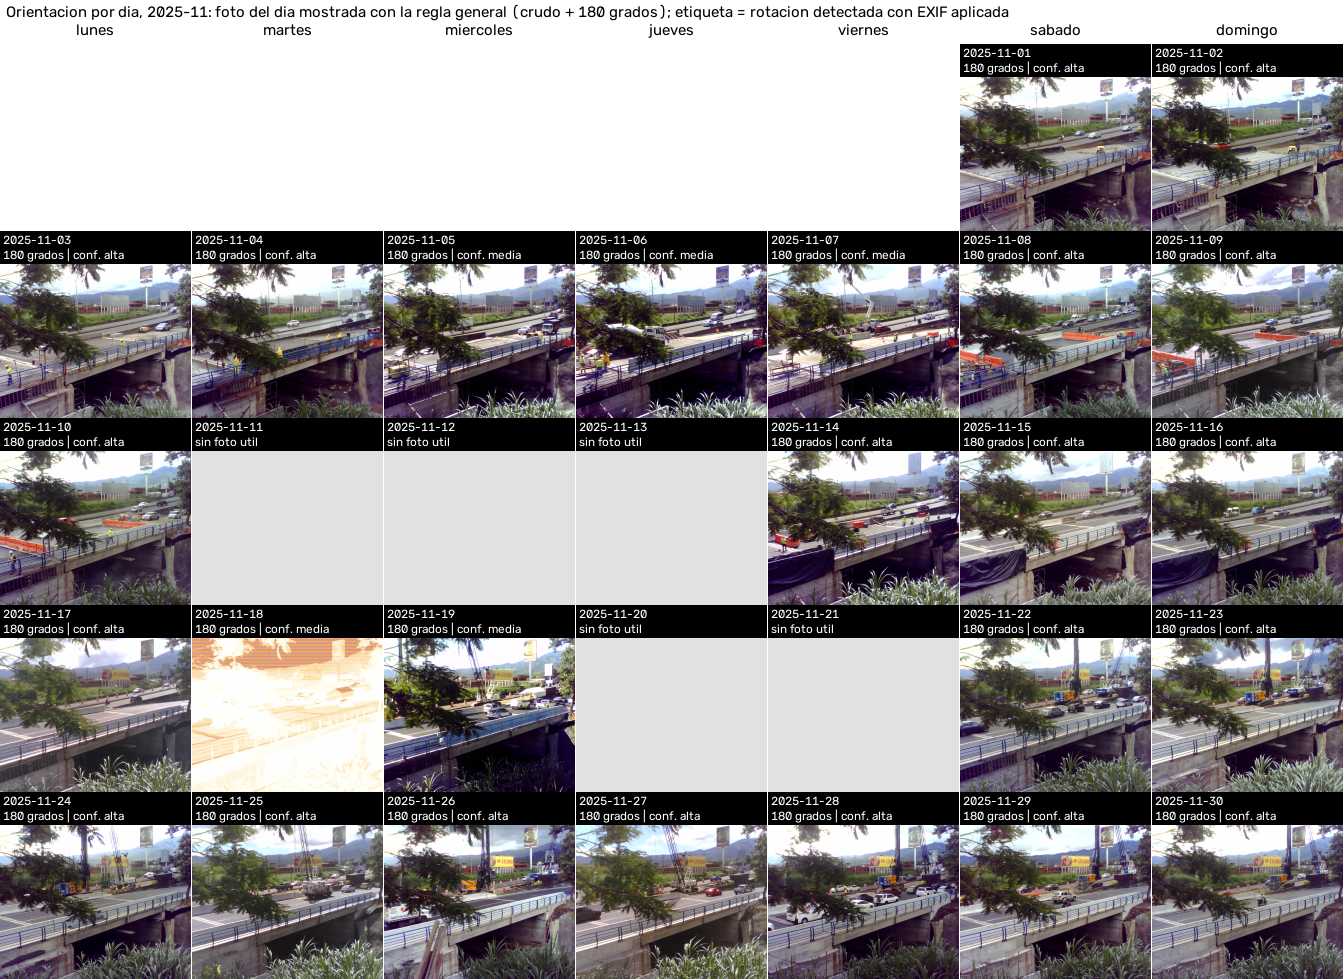 Orientacion por dia, 2025-11: foto del dia mostrada con la regla general (crudo + 180 grados); etiqueta = rotacion detectada con EXIF aplicada
lunes martes miercoles jueves viernes sabado domingo
2025-11-01 2025-11-02
180 grados | conf. alta 180 grados | conf. alta
2025-11-03 2025-11-04 2025-11-05 2025-11-06 2025-11-07 2025-11-08 2025-11-09
180 grados | conf. alta 180 grados | conf. alta 180 grados | conf. media 180 grados | conf. media 180 grados | conf. media 180 grados | conf. alta 180 grados | conf. alta
2025-11-10 2025-11-11 2025-11-12 2025-11-13 2025-11-14 2025-11-15 2025-11-16
180 grados | conf. alta sin foto util sin foto util sin foto util 180 grados | conf. alta 180 grados | conf. alta 180 grados | conf. alta
2025-11-17 2025-11-18 2025-11-19 2025-11-20 2025-11-21 2025-11-22 2025-11-23
180 grados | conf. alta 180 grados | conf. media 180 grados | conf. media sin foto util sin foto util 180 grados | conf. alta 180 grados | conf. alta
2025-11-24 2025-11-25 2025-11-26 2025-11-27 2025-11-28 2025-11-29 2025-11-30
180 grados | conf. alta 180 grados | conf. alta 180 grados | conf. alta 180 grados | conf. alta 180 grados | conf. alta 180 grados | conf. alta 180 grados | conf. alta